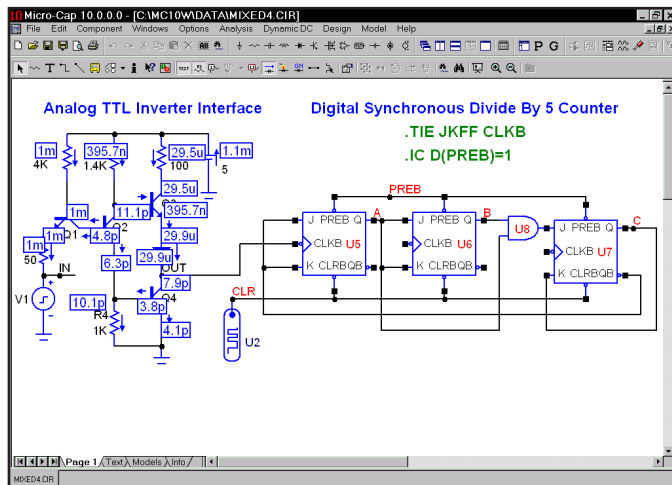 Micro-Cap 10.0.0.0 - [C:\MC10W\DATA\MIXED4.CIR]
File Edit Component Windows Options Analysis Dynamic DC Design Model Help
Analog TTL Inverter Interface
Digital Synchronous Divide By 5 Counter
.TIE JKFF CLKB
.IC D(PREB)=1
1m 395.7n 29.5u 1.1m
4K 1.4K 100 5
29.5u
1m 11.1p 395.7n
1m Q1 4.8p Q2 29.9u
50 IN 6.3p 29.9u OUT
7.9p
V1 10.1p 3.8p Q4
R4
1K 4.1p
PREB
A B C
J PREB Q J PREB Q U8 J PREB Q
CLKB U5 CLKB U6 CLKB U7
K CLRBQB K CLRBQB K CLRBQB
CLR
U2
Page 1 Text Models Info
MIXED4.CIR